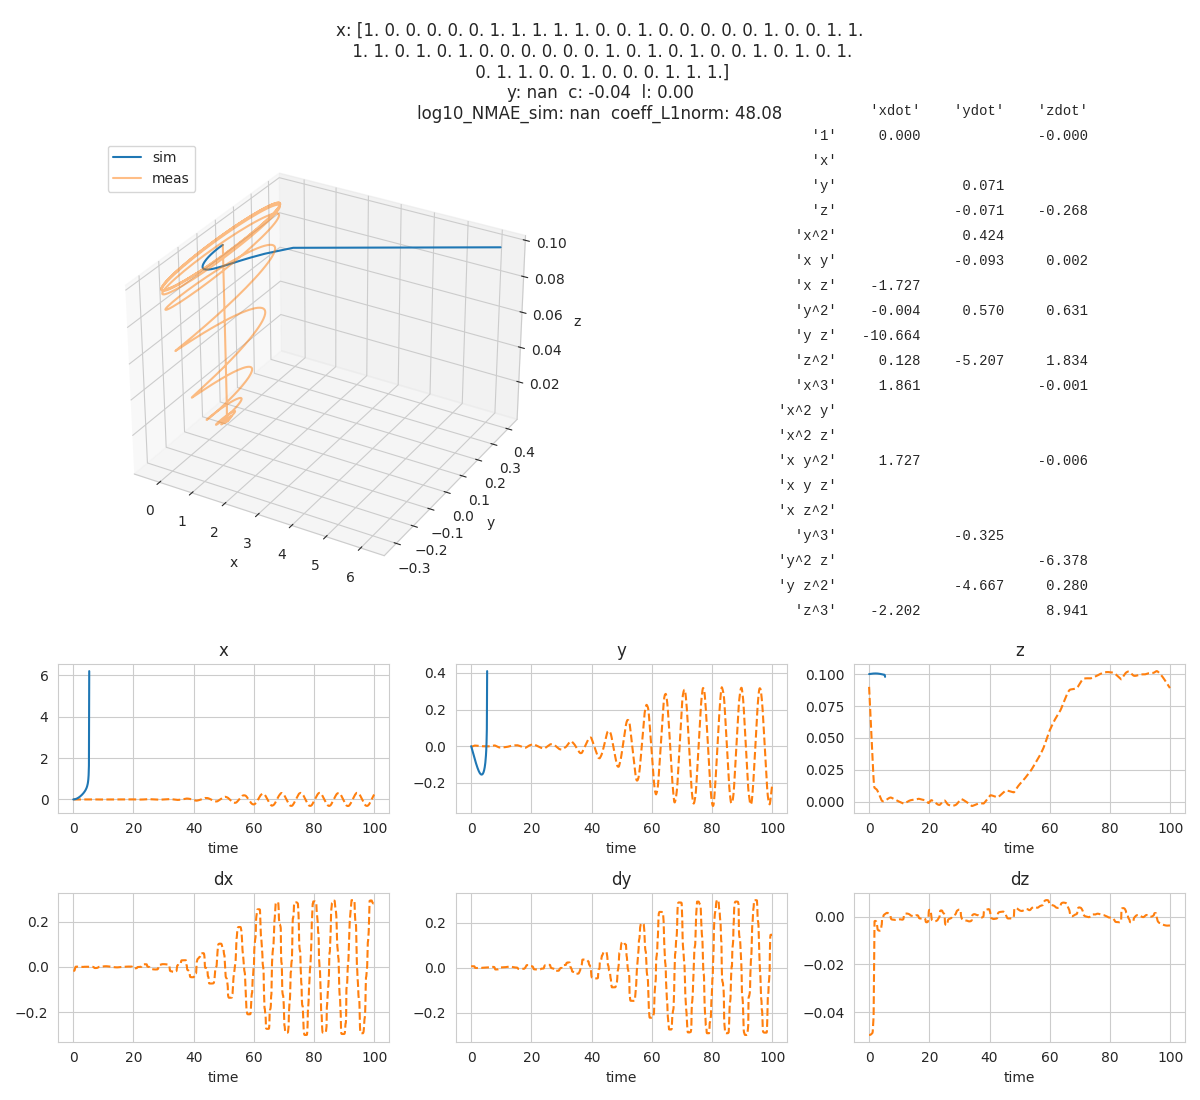 x: [1. 0. 0. 0. 0. 0. 0. 1. 1. 1. 1. 1. 0. 0. 1. 0. 0. 0. 0. 0. 1. 0. 0. 1. 1.
1. 1. 0. 1. 0. 1. 0. 0. 0. 0. 0. 0. 1. 0. 1. 0. 1. 0. 0. 1. 0. 1. 0. 1.
0. 1. 1. 0. 0. 1. 0. 0. 0. 1. 1. 1.]
y: nan c: -0.04 l: 0.00
log10_NMAE_sim: nan coeff_L1norm: 48.08
'xdot' 'ydot' 'zdot'
'1' 0.000 -0.000
'x'
'y' 0.071
'z' -0.071 -0.268
'x^2' 0.424
'x y' -0.093 0.002
'x z' -1.727
'y^2' -0.004 0.570 0.631
'y z' -10.664
'z^2' 0.128 -5.207 1.834
'x^3' 1.861 -0.001
'x^2 y'
'x^2 z'
'x y^2' 1.727 -0.006
'x y z'
'x z^2'
'y^3' -0.325
'y^2 z' -6.378
'y z^2' -4.667 0.280
'z^3' -2.202 8.941
sim
meas
0.10
0.08
0.06
0.04
0.02
z
0.4
0.3
0.2
0.1
0.0
−0.1
−0.2
−0.3
y
0 1 2 3 4 5 6
x
x
6
4
2
0
0 20 40 60 80 100
time
y
0.4
0.2
0.0
−0.2
0 20 40 60 80 100
time
z
0.100
0.075
0.050
0.025
0.000
0 20 40 60 80 100
time
dx
0.2
0.0
−0.2
0 20 40 60 80 100
time
dy
0.2
0.0
−0.2
0 20 40 60 80 100
time
dz
0.00
−0.02
−0.04
0 20 40 60 80 100
time